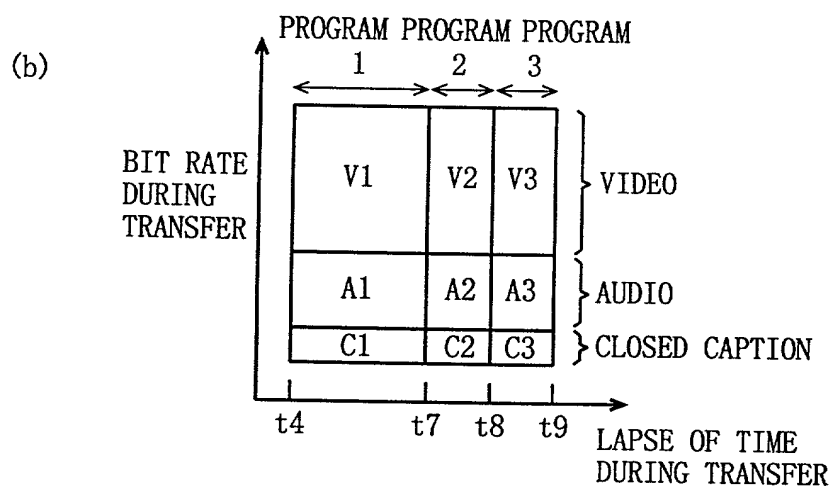 PROGRAM PROGRAM PROGRAM
(b)
1 2 3
BIT RATE
DURING
TRANSFER
V1 V2 V3
VIDEO
A1 A2 A3
AUDIO
C1 C2 C3
CLOSED CAPTION
t4 t7 t8 t9
LAPSE OF TIME
DURING TRANSFER